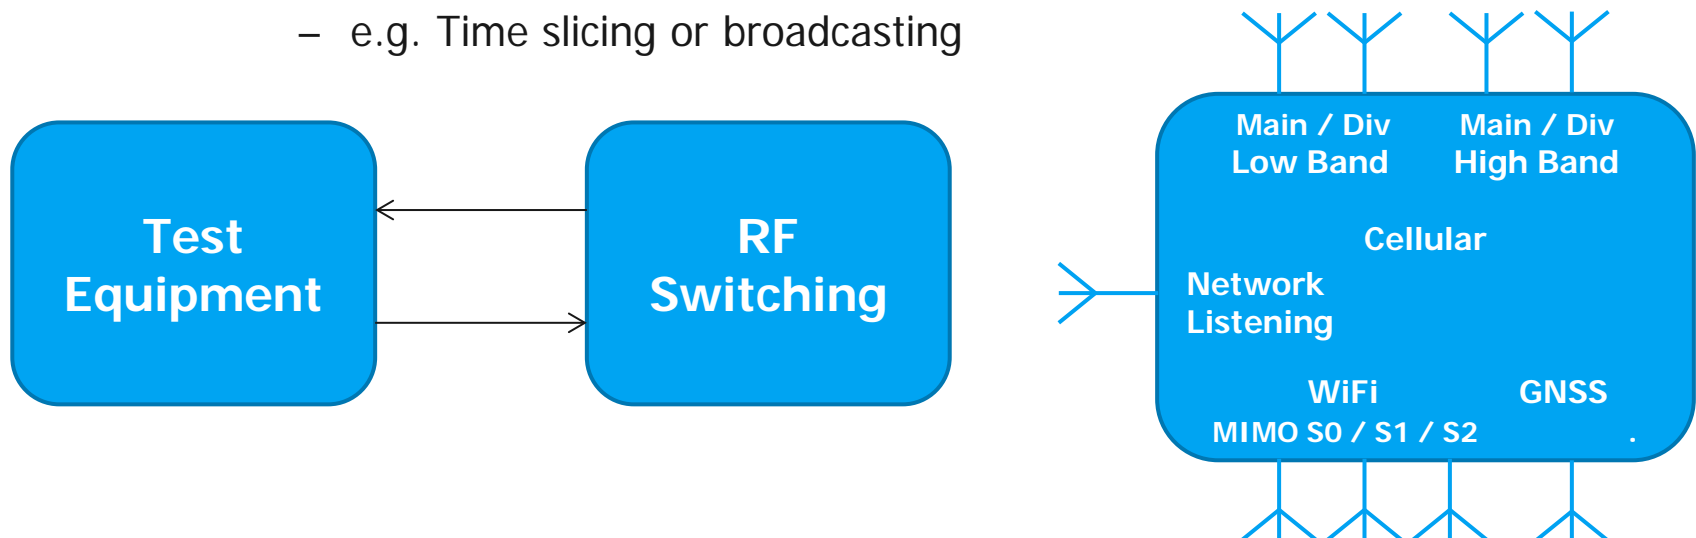 – e.g. Time slicing or broadcasting
Test
Equipment
RF
Switching
Main / Div
Low Band
Main / Div
High Band
Cellular
Network
Listening
WiFi
GNSS
MIMO S0 / S1 / S2
.